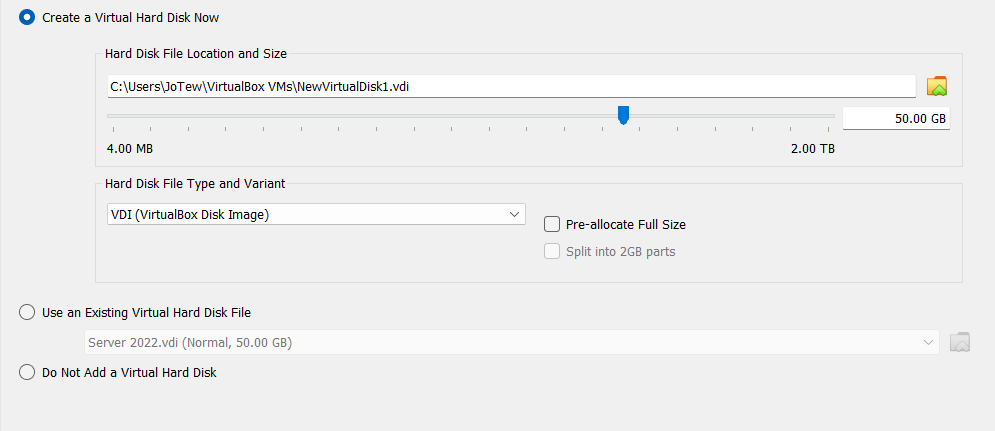 Create a Virtual Hard Disk Now
Hard Disk File Location and Size
C:\Users\JoTew\VirtualBox VMs\NewVirtualDisk1.vdi
50.00 GB
4.00 MB 2.00 TB
Hard Disk File Type and Variant
VDI (VirtualBox Disk Image)
Pre-allocate Full Size
Split into 2GB parts
Use an Existing Virtual Hard Disk File
Server 2022.vdi (Normal, 50.00 GB)
Do Not Add a Virtual Hard Disk